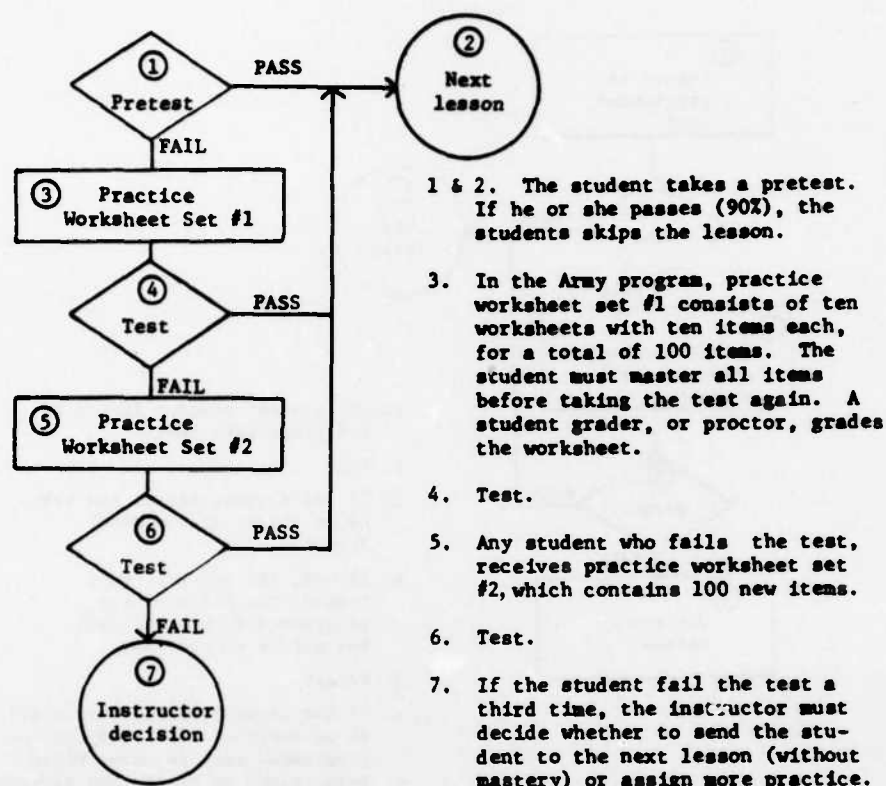 ① Pretest
PASS
② Next lesson
FAIL
③ Practice
Worksheet Set #1
④ Test
PASS
FAIL
⑤ Practice
Worksheet Set #2
⑥ Test
PASS
FAIL
⑦ Instructor
decision
1 & 2. The student takes a pretest.
If he or she passes (90%), the
students skips the lesson.
3. In the Army program, practice
worksheet set #1 consists of ten
worksheets with ten items each,
for a total of 100 items. The
student must master all items
before taking the test again. A
student grader, or proctor, grades
the worksheet.
4. Test.
5. Any student who fails the test,
receives practice worksheet set
#2, which contains 100 new items.
6. Test.
7. If the student fail the test a
third time, the instructor must
decide whether to send the stu-
dent to the next lesson (without
mastery) or assign more practice.